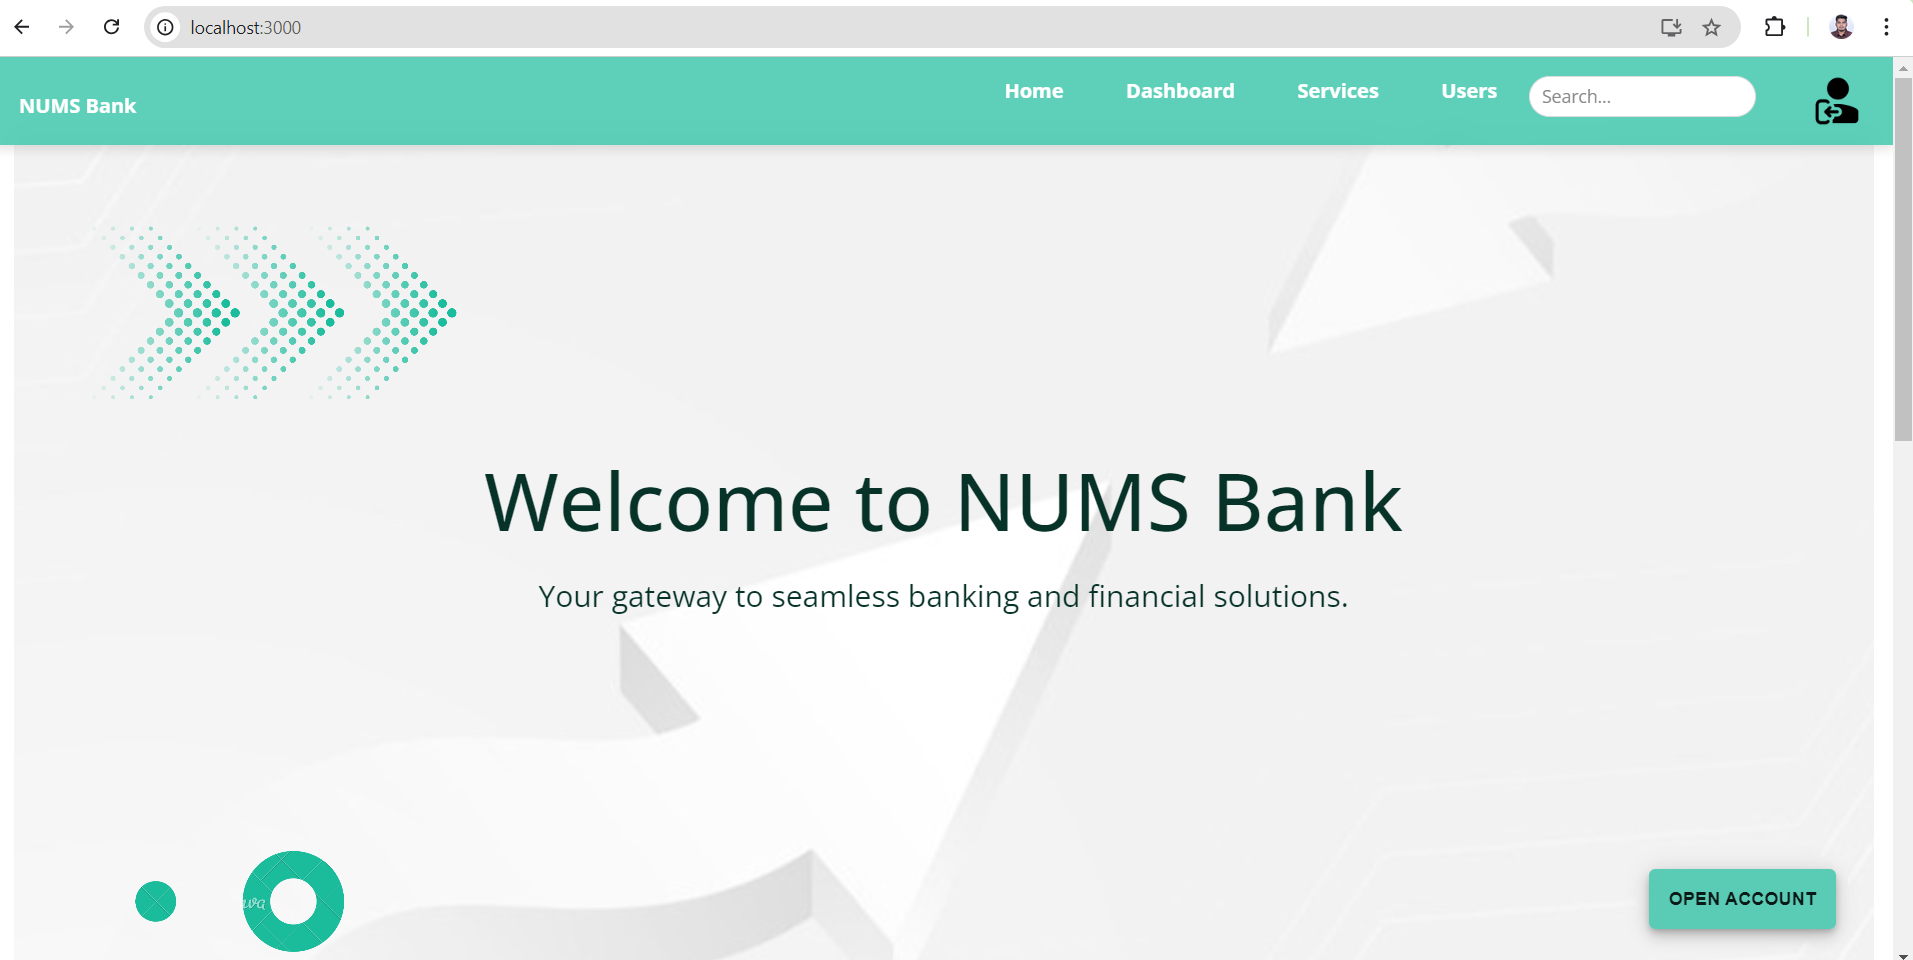 localhost:3000
NUMS Bank
Home
Dashboard
Services
Users
Search...
Welcome to NUMS Bank
Your gateway to seamless banking and financial solutions.
wa
OPEN ACCOUNT